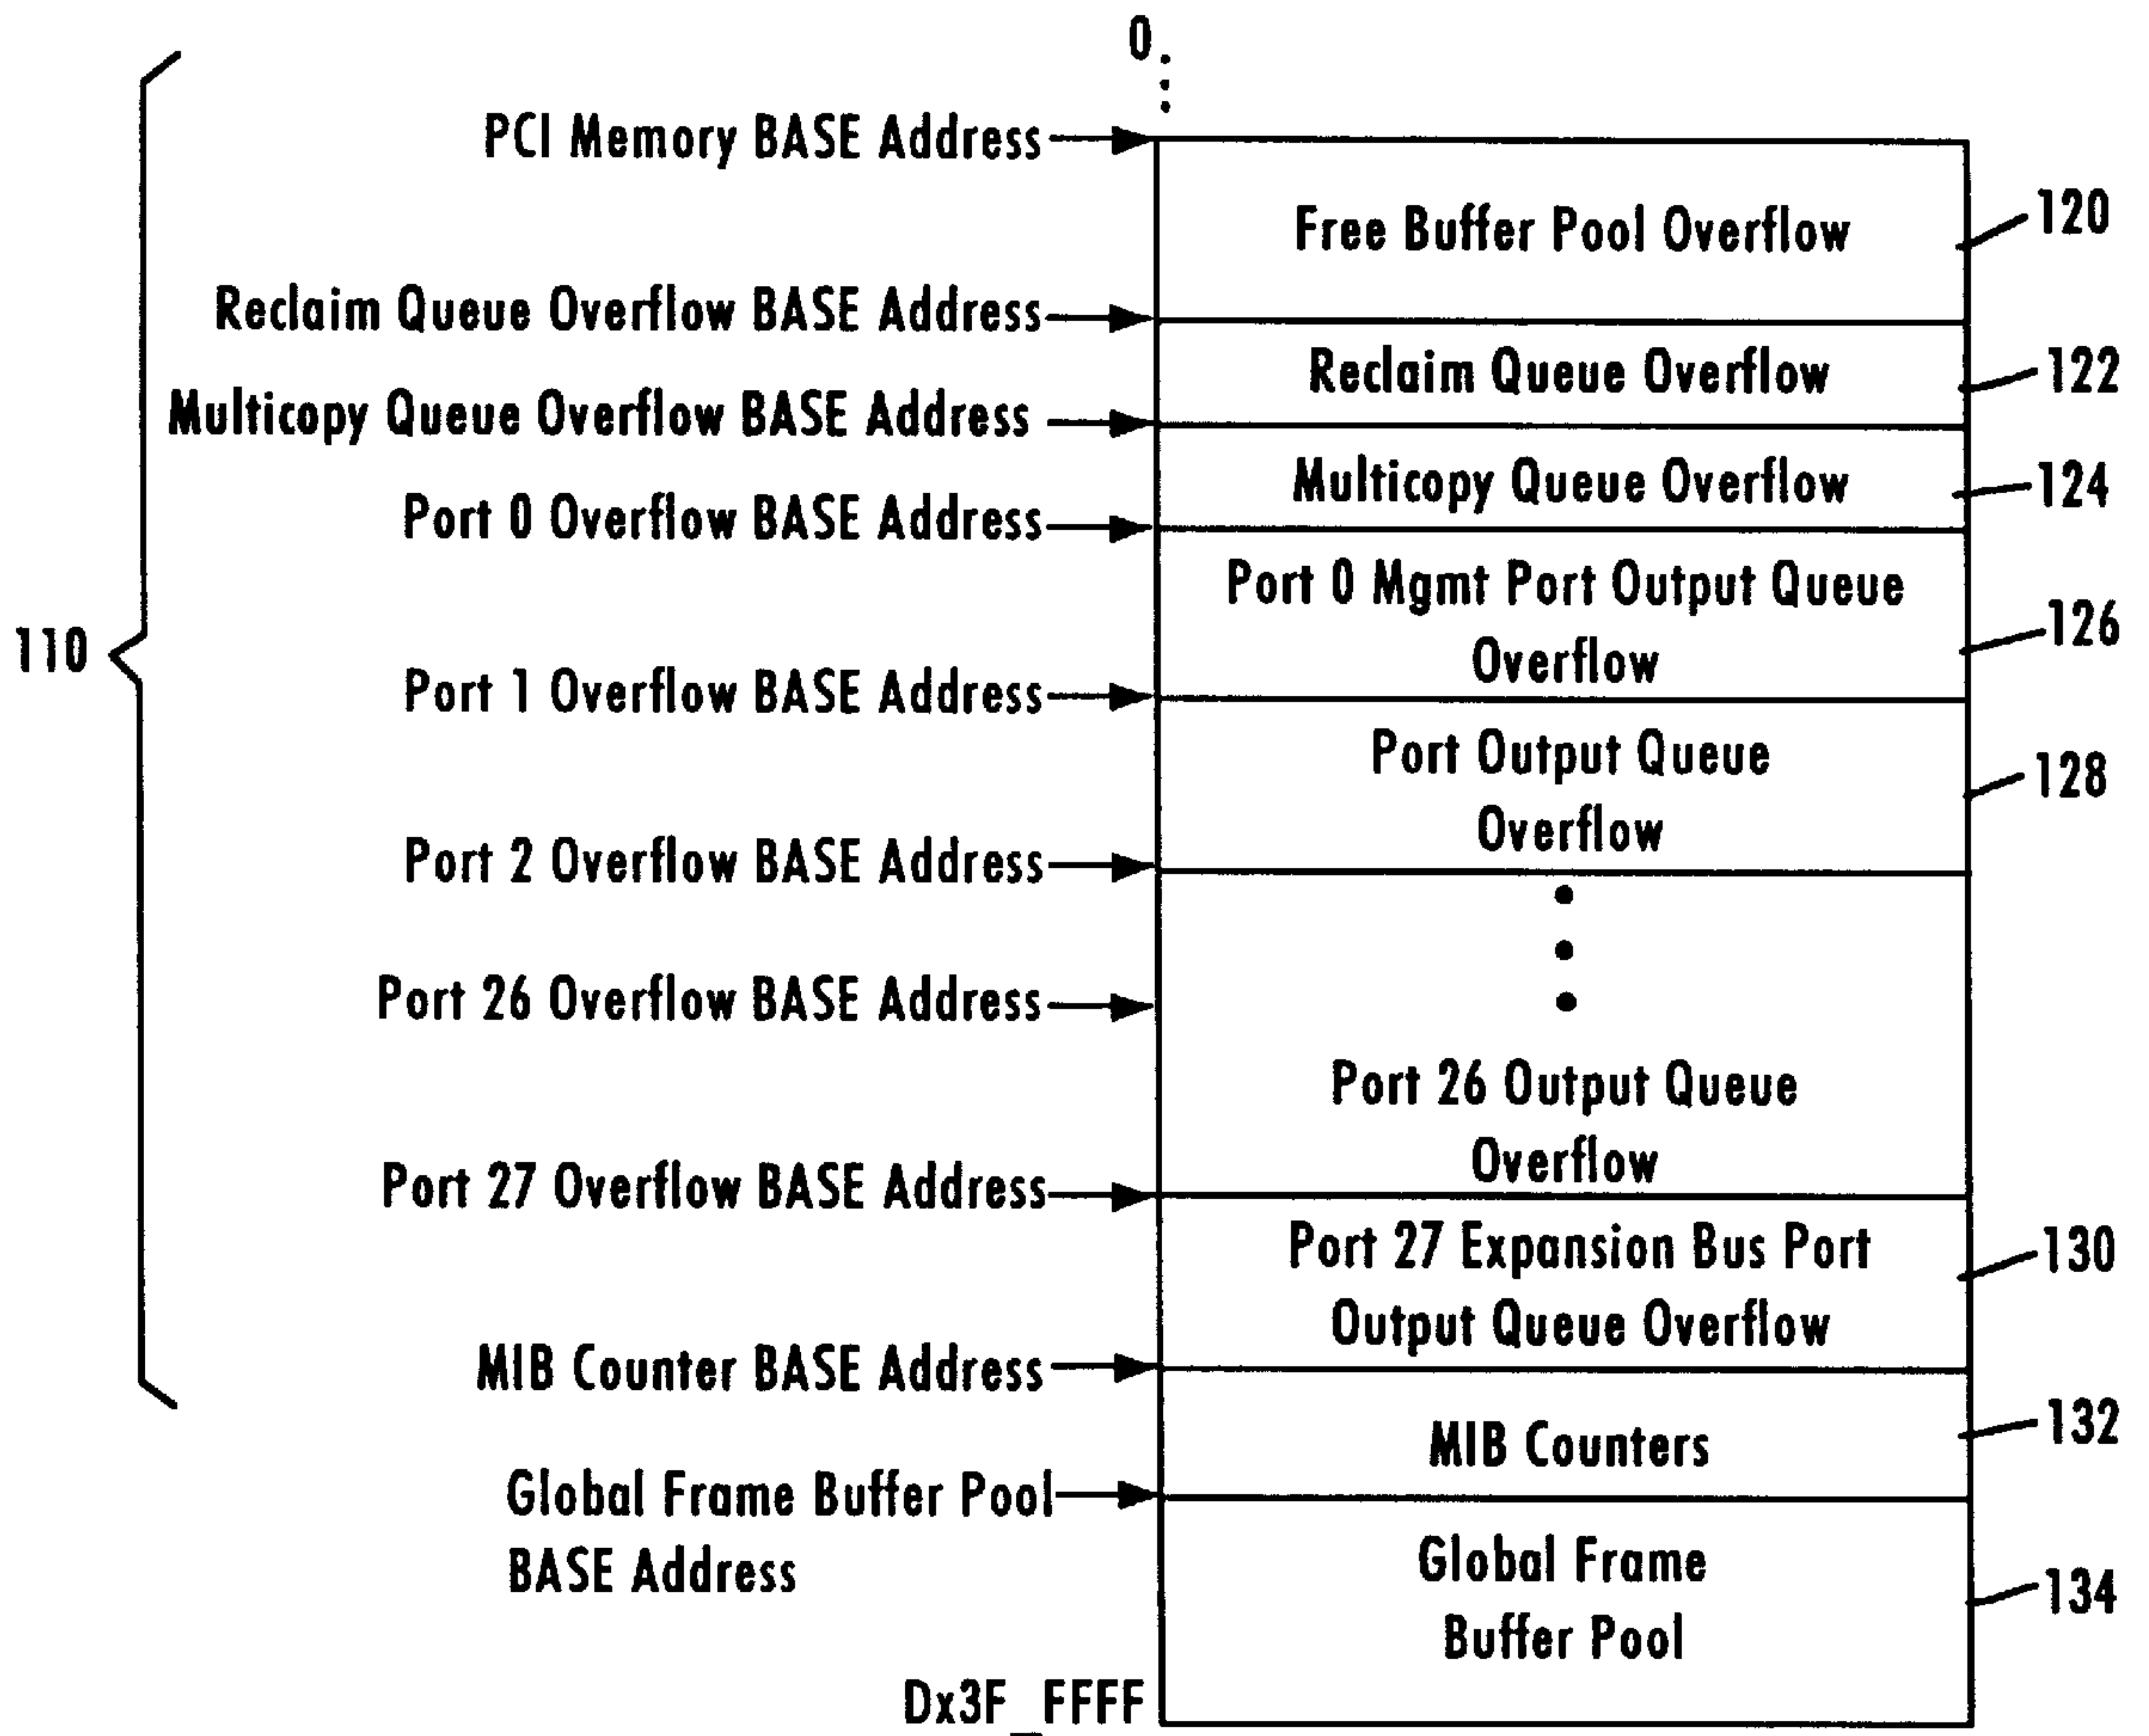 0
PCI Memory BASE Address
Free Buffer Pool Overflow
120
Reclaim Queue Overflow BASE Address
Reclaim Queue Overflow
122
Multicopy Queue Overflow BASE Address
Multicopy Queue Overflow
124
Port 0 Overflow BASE Address
Port 0 Mgmt Port Output Queue
Overflow
126
110
Port 1 Overflow BASE Address
Port Output Queue
Overflow
128
Port 2 Overflow BASE Address
Port 26 Overflow BASE Address
Port 26 Output Queue
Overflow
Port 27 Overflow BASE Address
Port 27 Expansion Bus Port
Output Queue Overflow
130
MIB Counter BASE Address
MIB Counters
132
Global Frame Buffer Pool
BASE Address
Global Frame
Buffer Pool
134
Dx3F_FFFF